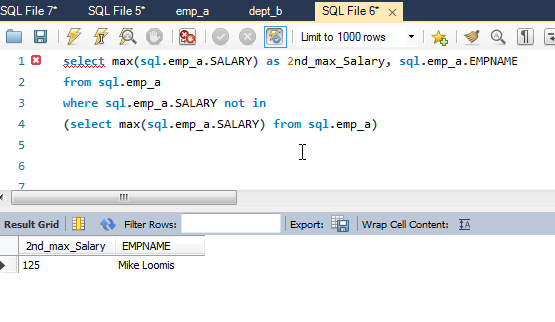 SQL File 7* SQL File 5* emp_a dept_b SQL File 6* ×
Limit to 1000 rows
1 select max(sql.emp_a.SALARY) as 2nd_max_Salary, sql.emp_a.EMPNAME
2 from sql.emp_a
3 where sql.emp_a.SALARY not in
4 (select max(sql.emp_a.SALARY) from sql.emp_a)
5
6
7
Result Grid Filter Rows: Export: Wrap Cell Content: IA
2nd_max_Salary EMPNAME
125 Mike Loomis